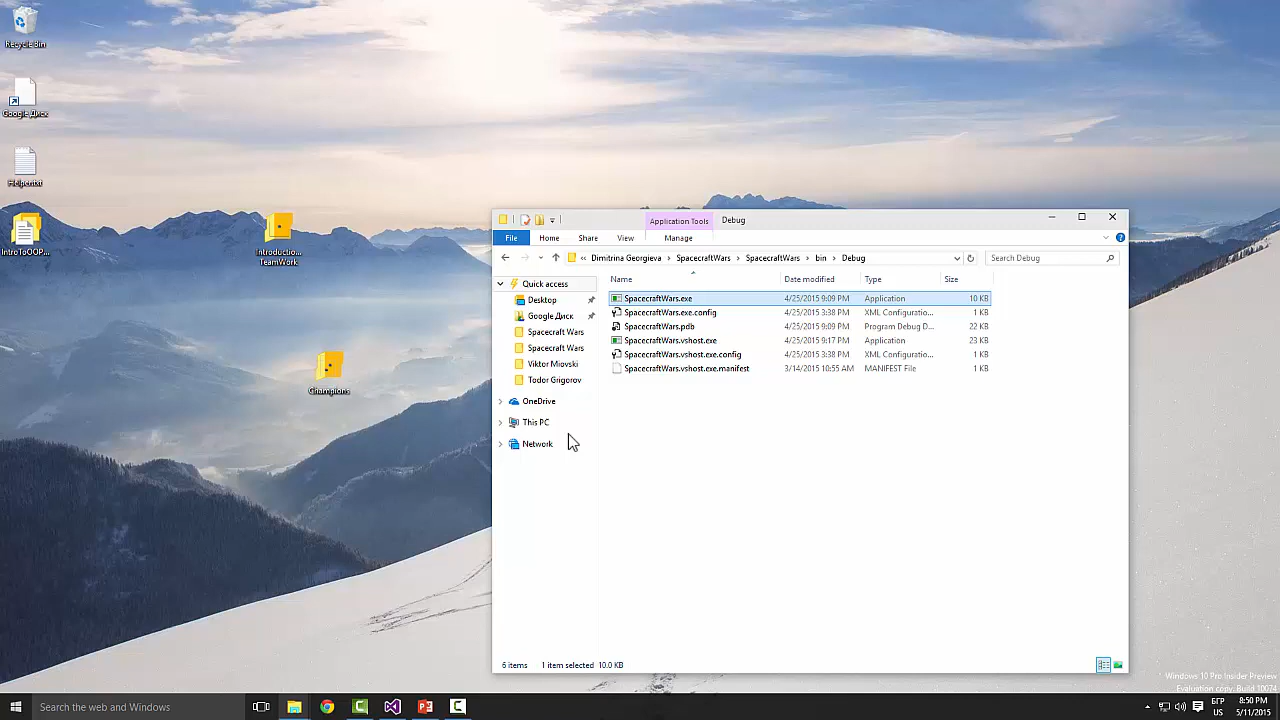 Recycle Bin
Google Диск
Helper.txt
IntroToOOP...
Introductio...
TeamWork
Champions
Application Tools
Debug
File
Home
Share
View
Manage
« Dimitrina Georgieva › SpacecraftWars › SpacecraftWars › bin › Debug
Search Debug
Quick access
Desktop
Google Диск
Spacecraft Wars
Spacecraft Wars
Viktor Miovski
Todor Grigorov
OneDrive
This PC
Network
Name Date modified Type Size
SpacecraftWars.exe 4/25/2015 9:09 PM Application 10 KB
SpacecraftWars.exe.config 4/25/2015 3:38 PM XML Configuratio... 1 KB
SpacecraftWars.pdb 4/25/2015 9:09 PM Program Debug D... 22 KB
SpacecraftWars.vshost.exe 4/25/2015 9:17 PM Application 23 KB
SpacecraftWars.vshost.exe.config 4/25/2015 3:38 PM XML Configuratio... 1 KB
SpacecraftWars.vshost.exe.manifest 3/14/2015 10:55 AM MANIFEST File 1 KB
6 items 1 item selected 10.0 KB
Windows 10 Pro Insider Preview
Evaluation copy. Build 10074
Search the web and Windows
БГР
US
8:50 PM
5/11/2015